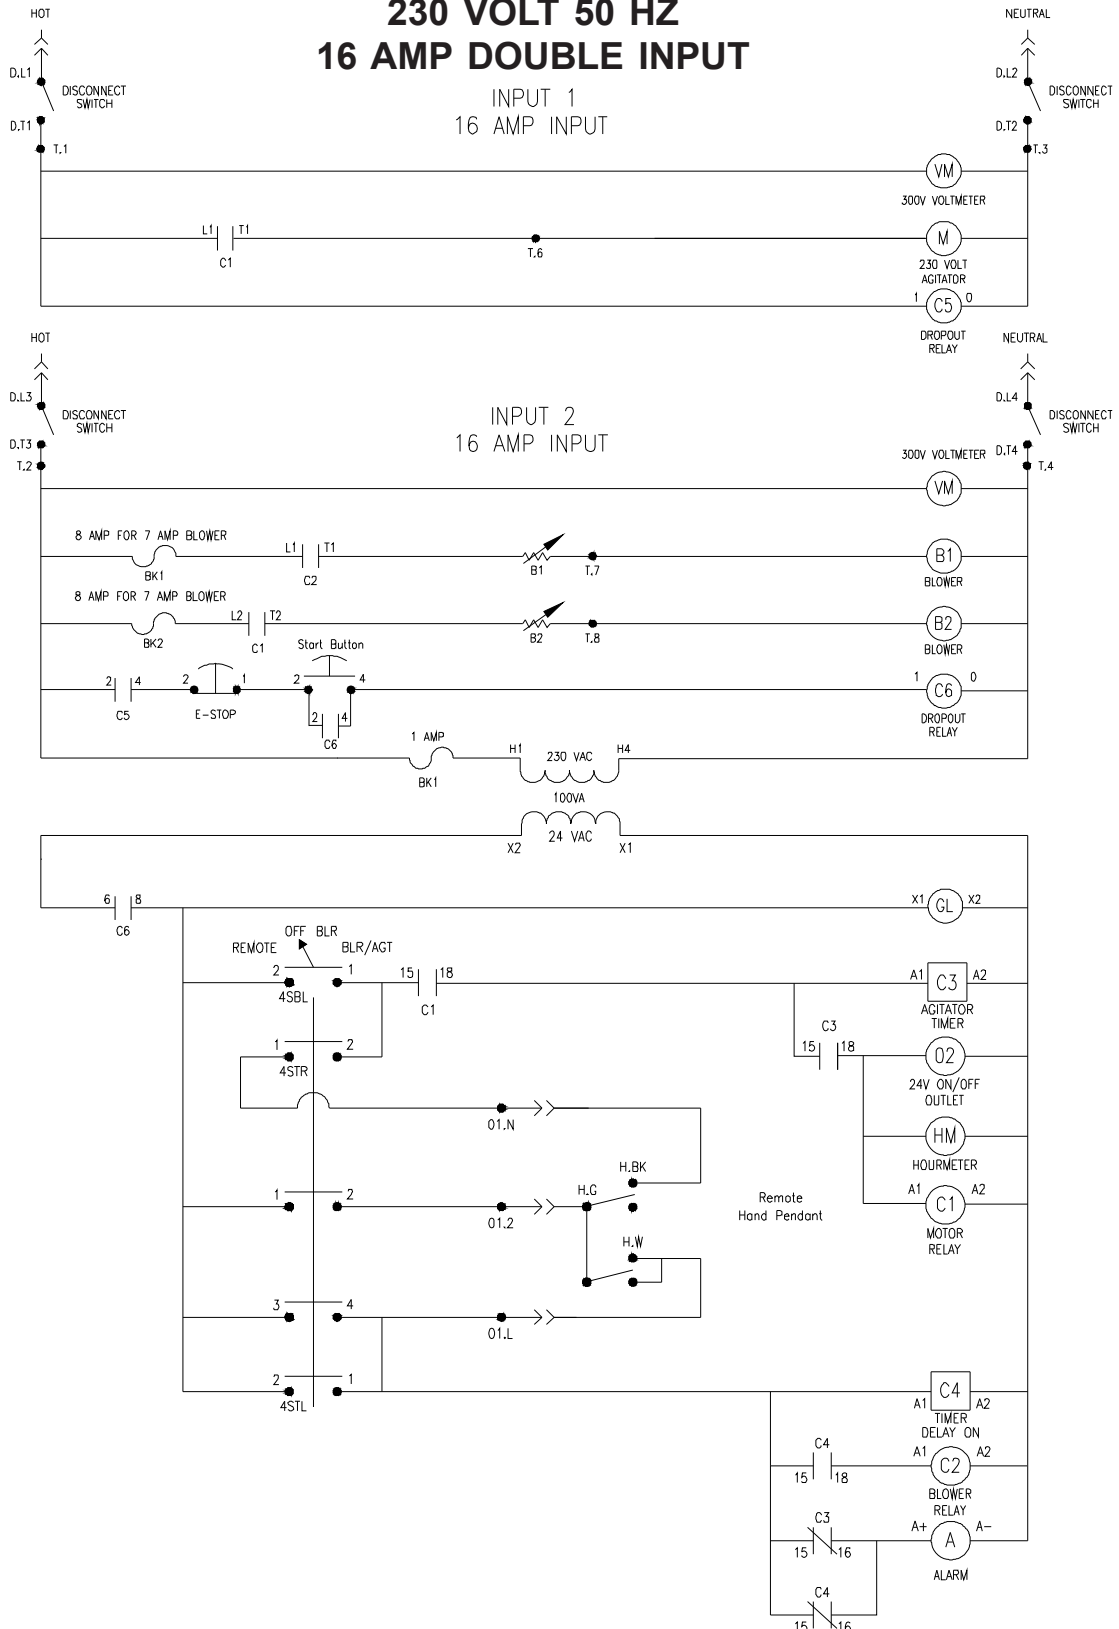 230 VOLT 50 HZ
16 AMP DOUBLE INPUT
HOT
NEUTRAL
D.L1
DISCONNECT
SWITCH
D.L2
DISCONNECT
SWITCH
INPUT 1
16 AMP INPUT
D.T1
D.T2
T.1
T.3
VM
300V VOLTMETER
L1
T1
C1
T.6
M
230 VOLT
AGITATOR
1
C5
0
DROPOUT
RELAY
HOT
NEUTRAL
D.L3
DISCONNECT
SWITCH
D.L4
DISCONNECT
SWITCH
INPUT 2
16 AMP INPUT
D.T3
T.2
300V VOLTMETER
D.T4
T.4
VM
8 AMP FOR 7 AMP BLOWER
BK1
L1
T1
C2
B1
T.7
B1
BLOWER
8 AMP FOR 7 AMP BLOWER
BK2
L2
T2
C1
B2
T.8
B2
BLOWER
Start Button
2
4
C5
2
1
E-STOP
2
4
2
4
C6
1
C6
0
DROPOUT
RELAY
1 AMP
BK1
H1
230 VAC
H4
100VA
24 VAC
X2
X1
6
8
C6
X1
GL
X2
OFF
BLR
REMOTE
BLR/AGT
2
1
4SBL
15
18
C1
A1
C3
A2
AGITATOR
TIMER
1
2
4STR
C3
15
18
O2
24V ON/OFF
OUTLET
O1.N
HM
HOURMETER
H.BK
H.G
1
2
O1.2
Remote
Hand Pendant
A1
C1
A2
MOTOR
RELAY
H.W
3
4
O1.L
2
1
4STL
C4
A1
A2
TIMER
DELAY ON
C4
15
18
A1
C2
A2
BLOWER
RELAY
C3
15
16
A+
A
A-
ALARM
C4
15
16